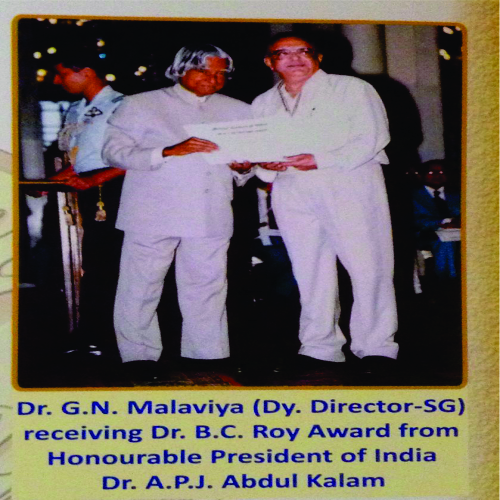 Dr. G.N. Malaviya (Dy. Director-SG)
receiving Dr. B.C. Roy Award from
Honourable President of India
Dr. A.P.J. Abdul Kalam